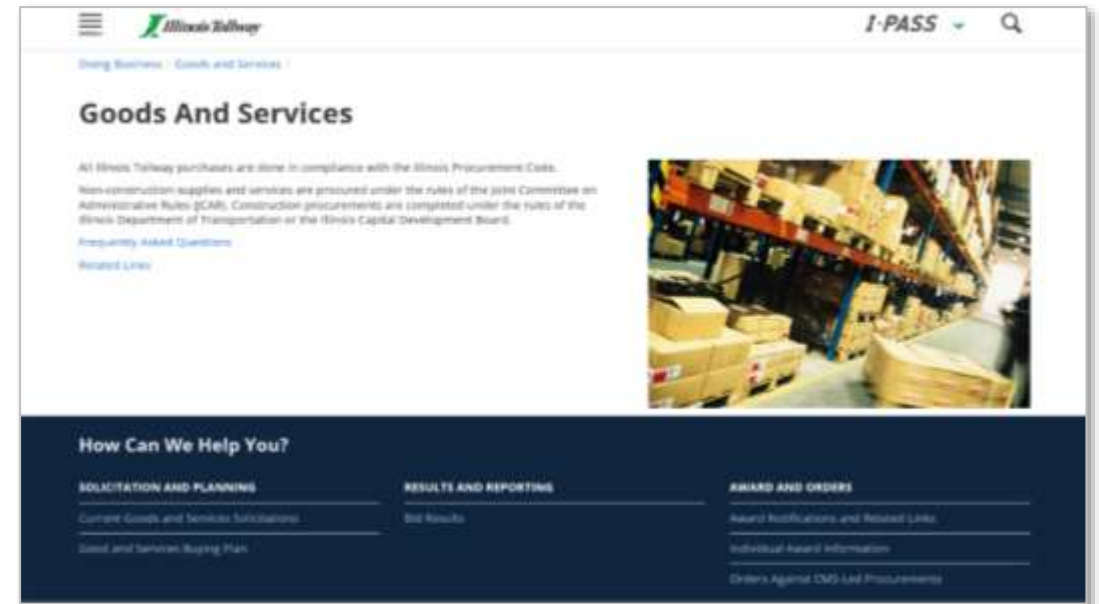 Illinois Tollway
I-PASS
Doing Business / Goods and Services /
Goods And Services
All Illinois Tollway purchases are done in compliance with the Illinois Procurement Code.
Non-construction supplies and services are procured under the rules of the Joint Committee on
Administrative Rules (JCAR). Construction procurements are completed under the rules of the
Illinois Department of Transportation or the Illinois Capital Development Board.
Frequently Asked Questions
Related Links
How Can We Help You?
SOLICITATION AND PLANNING
Current Goods and Services Solicitations
Good and Services Buying Plan
RESULTS AND REPORTING
Bid Results
AWARD AND ORDERS
Award Notifications and Related Links
Individual Award Information
Orders Against CMS-Led Procurements